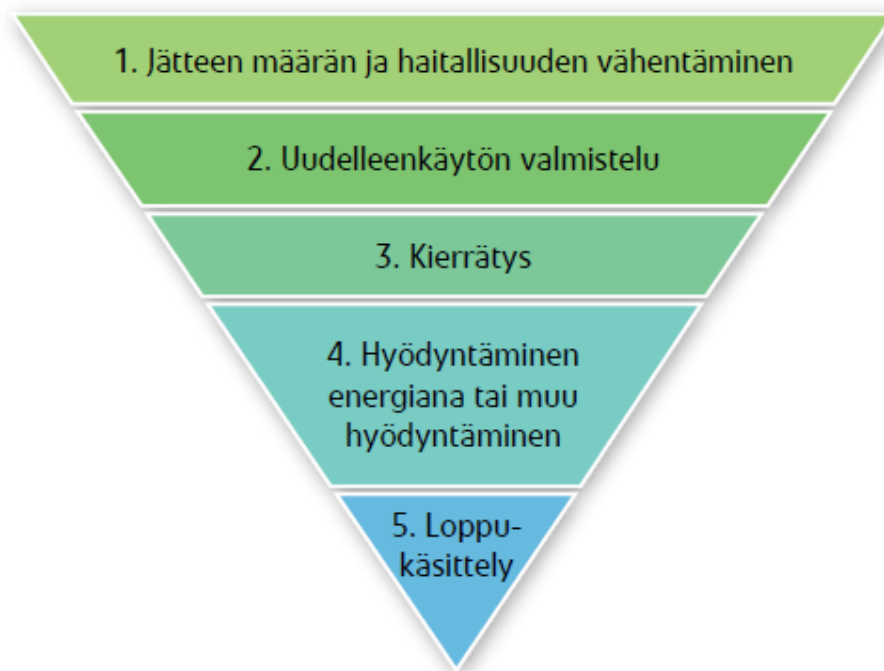 1. Jätteen määrän ja haitallisuuden vähentäminen
2. Uudelleenkäytön valmistelu
3. Kierrätys
4. Hyödyntäminen
energiana tai muu
hyödyntäminen
5. Loppu-
käsittely